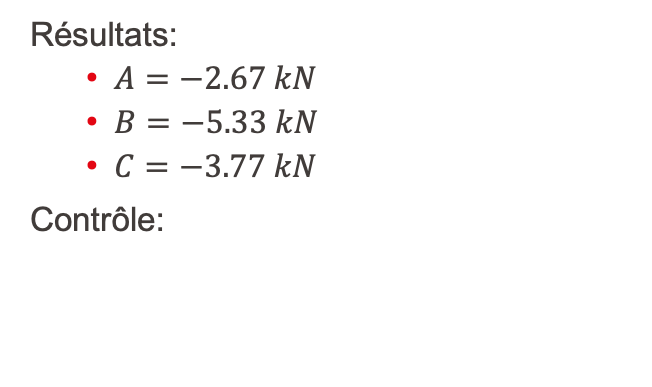 Résultats:
• A = −2.67 kN
• B = −5.33 kN
• C = −3.77 kN
Contrôle: